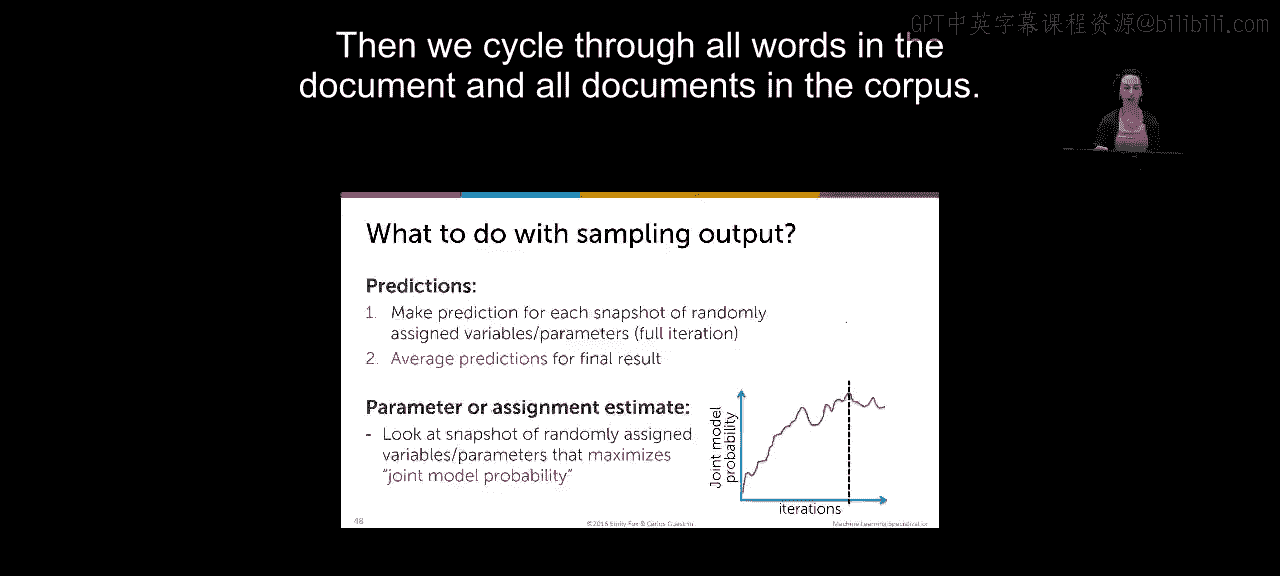 GPT中英字幕课程资源@bilibili.com
Then we cycle through all words in the
document and all documents in the corpus.
What to do with sampling output?
Predictions:
1. Make prediction for each snapshot of randomly
assigned variables/parameters (full iteration)
2. Average predictions for final result
Parameter or assignment estimate:
- Look at snapshot of randomly assigned
variables/parameters that maximizes
“joint model probability”
Joint model
probability
iterations
48
©2016 Emily Fox & Carlos Guestrin
Machine Learning Specialization